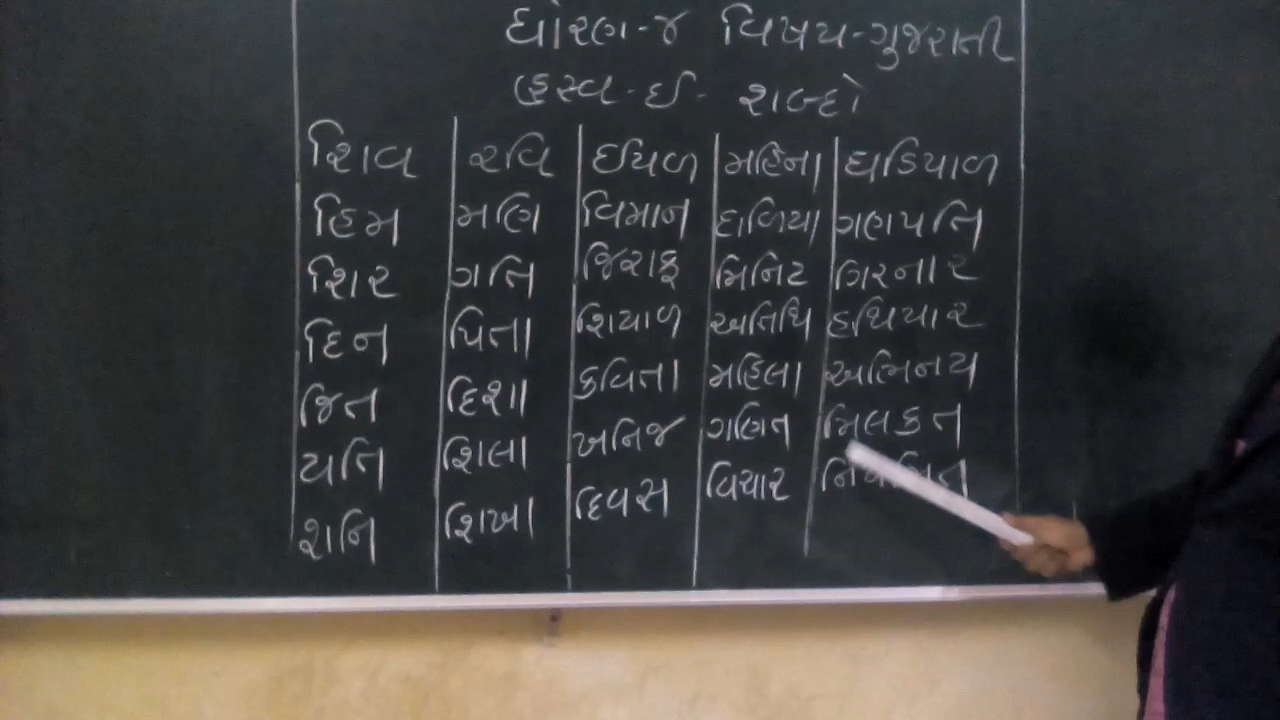 ધોરણ-૪ વિષય-ગુજરાતી
હ્રસ્વ-ઈ- શબ્દો
શિવ રવિ ઈયળ મહિના ઘડિયાળ
હિમ મણિ વિમાન દાળિયા ગણપતિ
શિર ગતિ જિરાફ મિનિટ ગિરનાર
દિન પિતા શિયાળ અતિથિ હથિયાર
જિત દિશા કવિતા મહિલા અભિનય
યતિ શિલા ખનિજ ગણિત મિલકત
શનિ શિખા દિવસ વિચાર